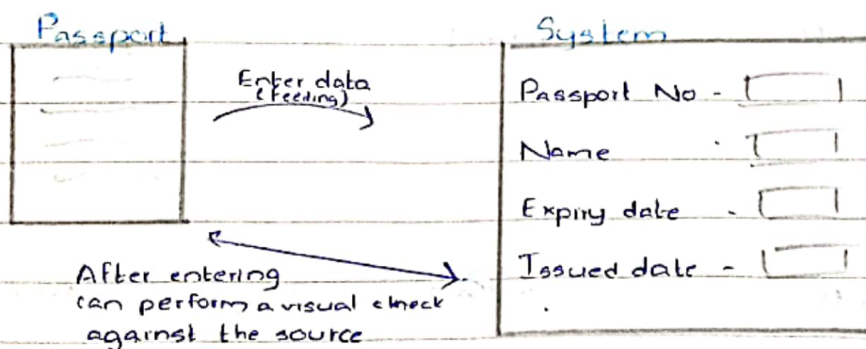 Passport
System
Enter data
(feeding)
Passport No -
Name
Expiry date -
Issued date -
After entering
can perform a visual check
against the source